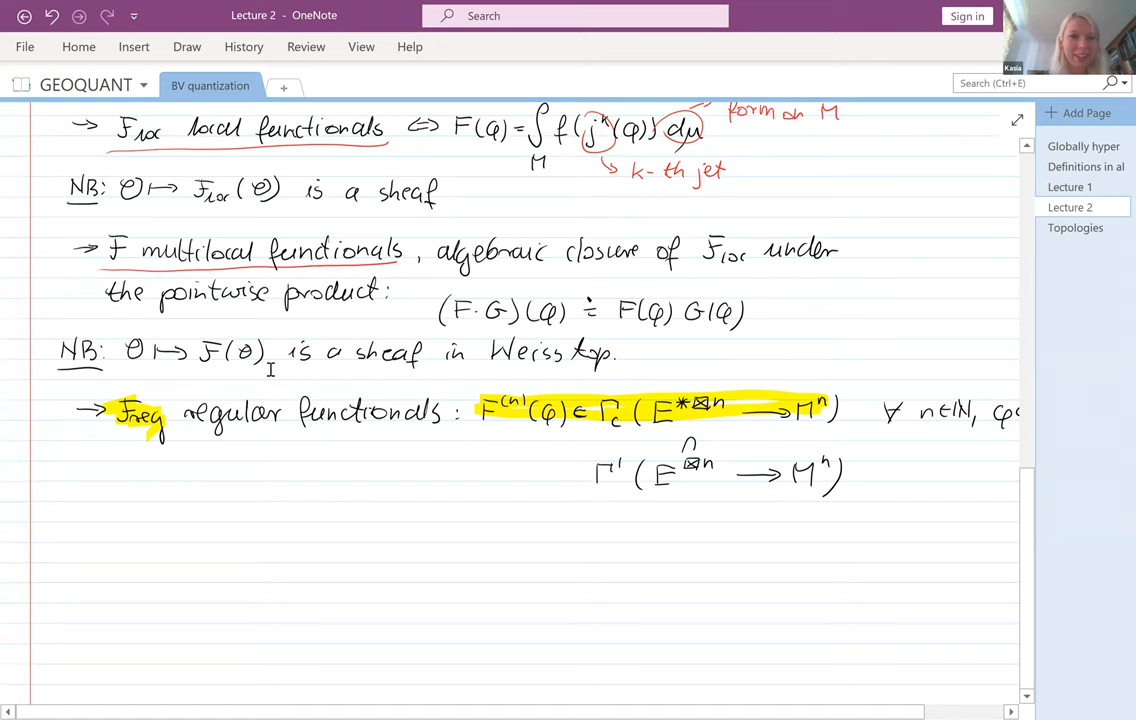 Lecture 2 - OneNote
Search
Sign in
File Home Insert Draw History Review View Help
Kasia
GEOQUANT
BV quantization
Search (Ctrl+E)
Add Page
Globally hyper
Definitions in al
Lecture 1
Lecture 2
Topologies
→ F_loc local functionals ⇔ F(φ) = ∫_M f(j^k(φ)) dμ
form on M
k-th jet
NB: O ↦ F_loc(O) is a sheaf
→ F multilocal functionals, algebraic closure of F_loc under
the pointwise product: (F·G)(φ) ≐ F(φ) G(φ)
NB: O ↦ F(O) is a sheaf in Weiss top.
→ F_reg regular functionals: F^(n)(φ) ∈ Γ_c (E^*⊠n → M^n) ∀ n∈ℕ, φ∈
∩
Γ' (E^⊠n → M^n)